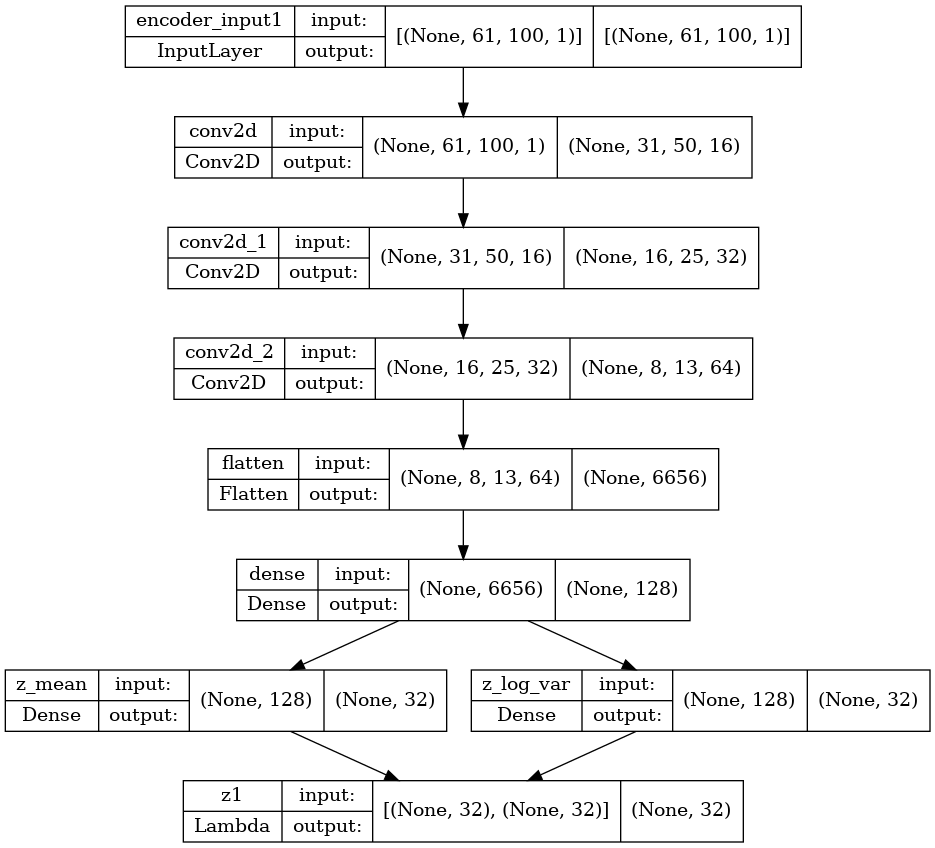 encoder_input1 input: [(None, 61, 100, 1)] [(None, 61, 100, 1)]
InputLayer output:
conv2d input: (None, 61, 100, 1) (None, 31, 50, 16)
Conv2D output:
conv2d_1 input: (None, 31, 50, 16) (None, 16, 25, 32)
Conv2D output:
conv2d_2 input: (None, 16, 25, 32) (None, 8, 13, 64)
Conv2D output:
flatten input: (None, 8, 13, 64) (None, 6656)
Flatten output:
dense input: (None, 6656) (None, 128)
Dense output:
z_mean input: (None, 128) (None, 32)
Dense output:
z_log_var input: (None, 128) (None, 32)
Dense output:
z1 input: [(None, 32), (None, 32)] (None, 32)
Lambda output: